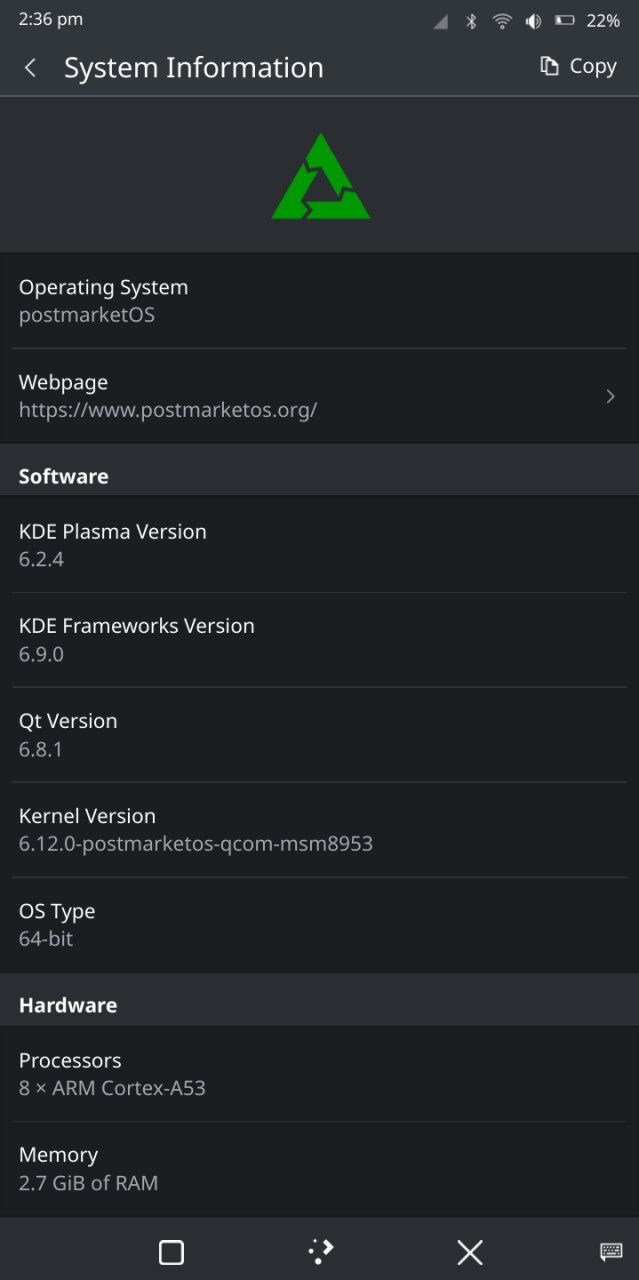 2:36 pm
22%
System Information
Copy
Operating System
postmarketOS
Webpage
https://www.postmarketos.org/
Software
KDE Plasma Version
6.2.4
KDE Frameworks Version
6.9.0
Qt Version
6.8.1
Kernel Version
6.12.0-postmarketos-qcom-msm8953
OS Type
64-bit
Hardware
Processors
8 × ARM Cortex-A53
Memory
2.7 GiB of RAM